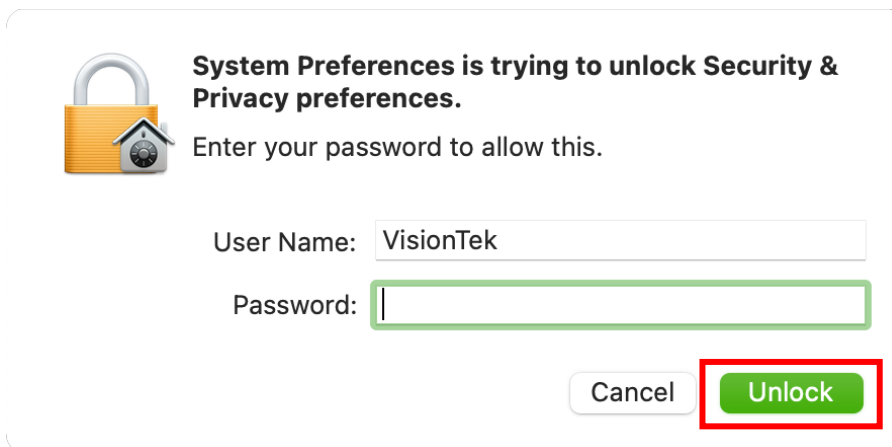 System Preferences is trying to unlock Security &
Privacy preferences.
Enter your password to allow this.
User Name: VisionTek
Password:
Cancel Unlock